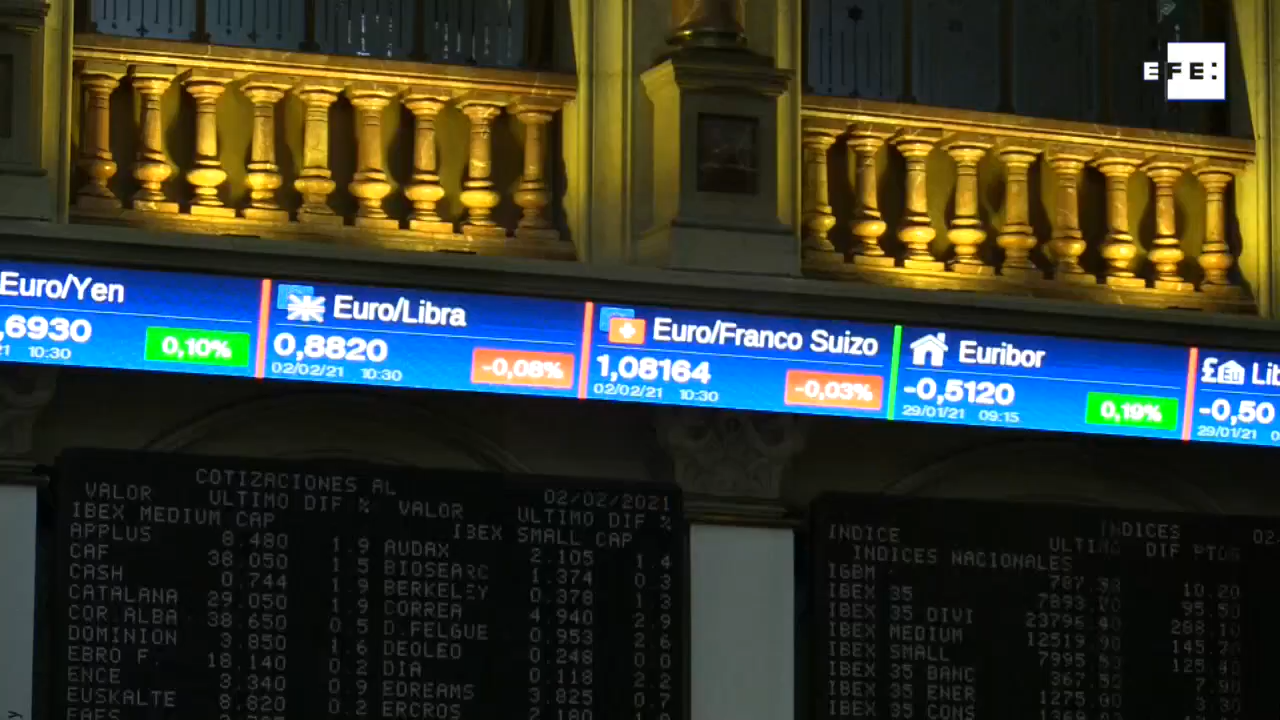 EFE:
Euro/Yen
,6930
0,10%
10:30
Euro/Libra
0,8820
-0,08%
02/02/21 10:30
Euro/Franco Suizo
1,08164
-0,03%
02/02/21 10:30
Euribor
-0,5120
0,19%
29/01/21 09:15
£
Lib
-0,50
29/01/21
COTIZACIONES AL 02/02/2021
VALOR ULTIMO DIF % VALOR ULTIMO DIF %
IBEX MEDIUM CAP IBEX SMALL CAP
APPLUS 8.480 1.9 AUDAX 2.105 1.4
CAF 38.050 1.5 BIOSEARC 1.374 0.3
CASH 0.744 1.9 BERKELEY 0.378 1.3
CATALANA 29.050 1.9 CORREA 4.940 2.9
COR ALBA 38.650 0.5 D.FELGUE 0.953 2.6
DOMINION 3.850 1.6 DEOLEO 0.248 0.0
EBRO F. 18.140 0.2 DIA 0.118 2.2
ENCE 3.340 0.9 EDREAMS 3.825 0.7
EUSKALTE 8.820 0.2 ERCROS 2.180
FAES
INDICES
INDICE ULTIMO DIF PTOS
INDICES NACIONALES
IGBM 787 10.20
IBEX 35 7893 95.50
IBEX 35 DIVI 23796 288.10
IBEX MEDIUM 12519 145.7
IBEX SMALL 7995 125.40
IBEX 35 BANC 367 7.90
IBEX 35 ENER 1275 3.30
IBEX 35 CONS